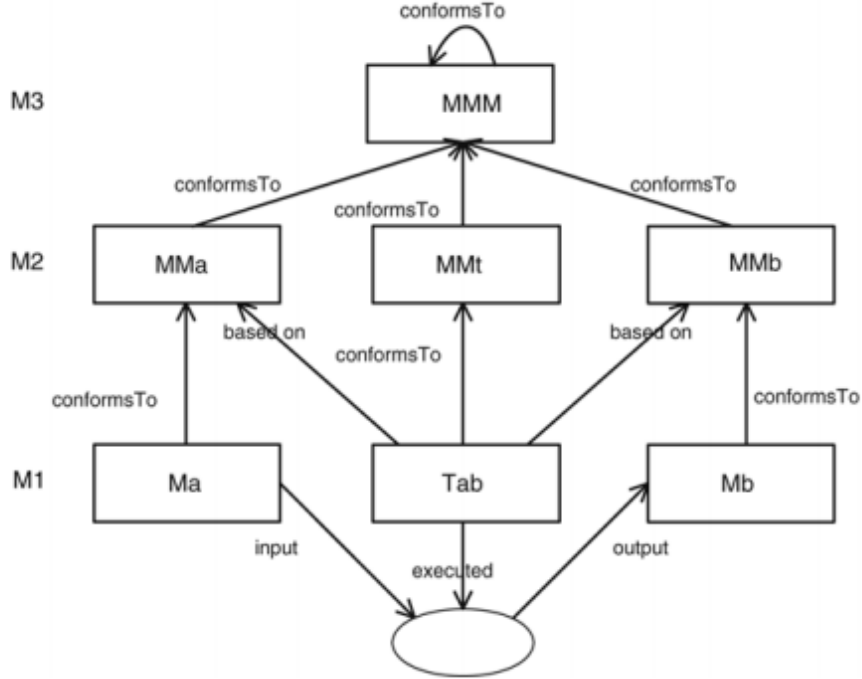 conformsTo
M3
MMM
conformsTo
conformsTo
conformsTo
M2
MMa
MMt
MMb
based on
based on
conformsTo
conformsTo
conformsTo
M1
Ma
Tab
Mb
input
output
executed